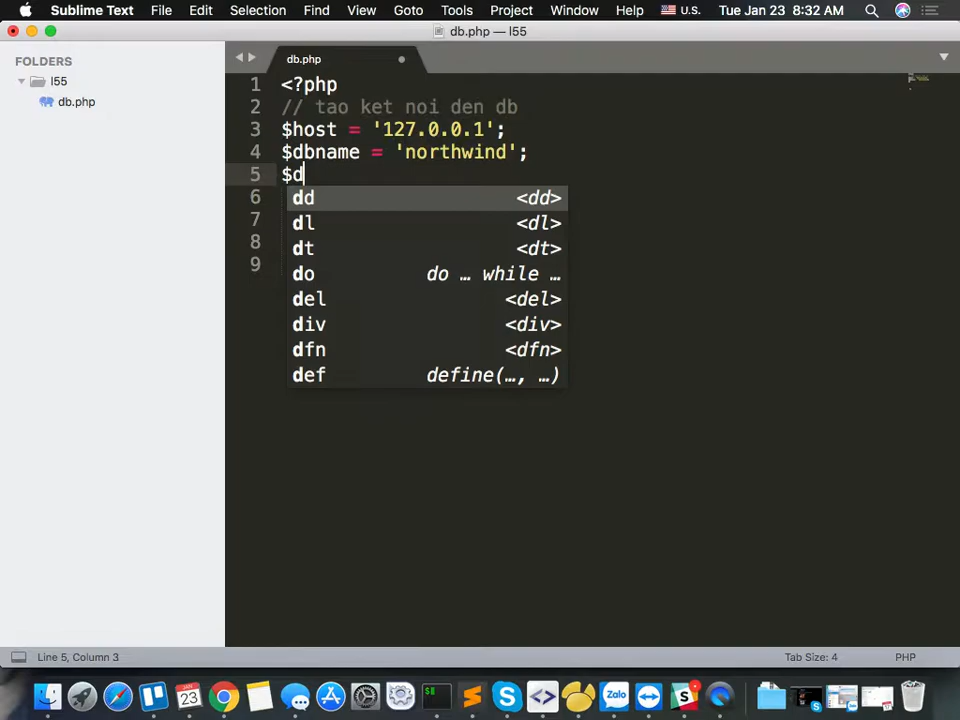 Sublime Text File Edit Selection Find View Goto Tools Project Window Help U.S. Tue Jan 23 8:32 AM
db.php — l55
FOLDERS
l55
db.php
db.php
1 <?php
2 // tao ket noi den db
3 $host = '127.0.0.1';
4 $dbname = 'northwind';
5 $d
6
7
8
9
dd <dd>
dl <dl>
dt <dt>
do do … while …
del <del>
div <div>
dfn <dfn>
def define(…, …)
Line 5, Column 3 Tab Size: 4 PHP
23
Zalo